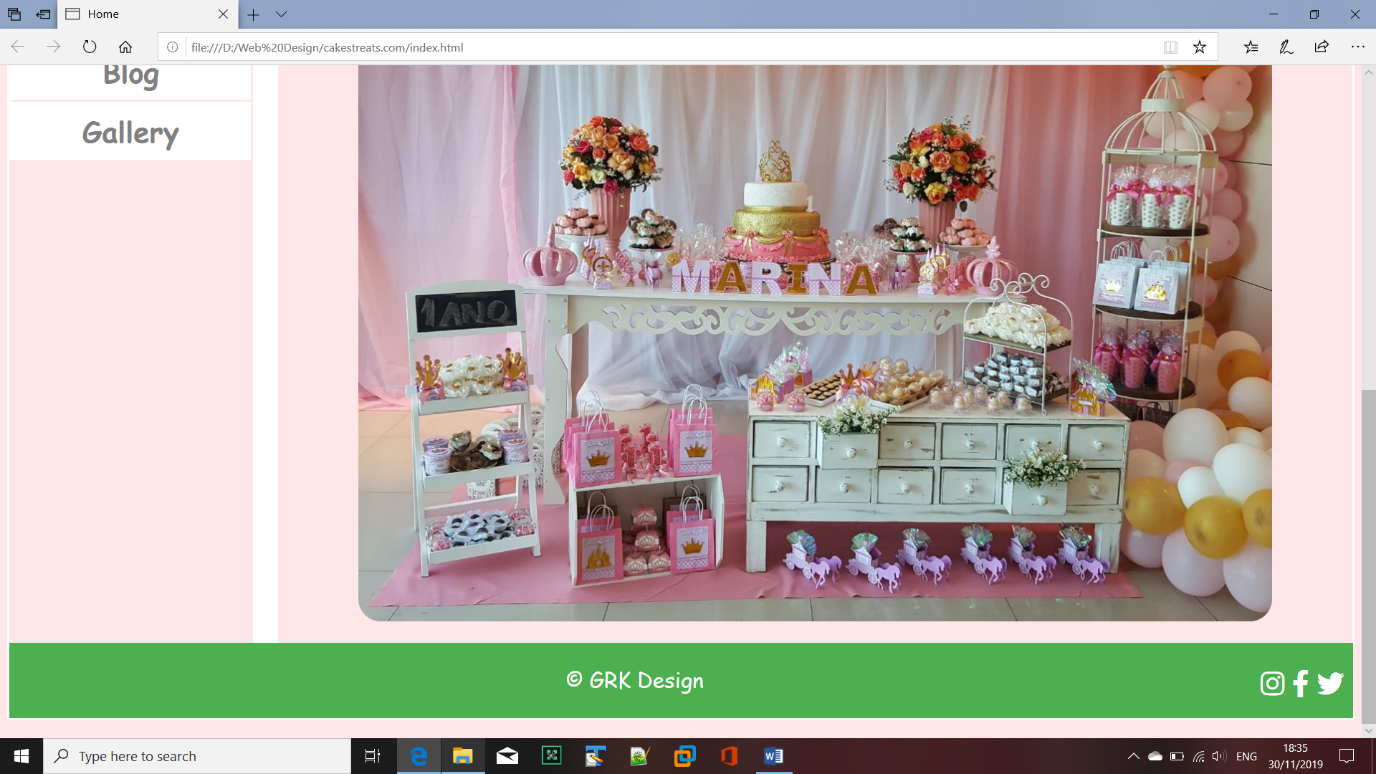 Home
file:///D:/Web%20Design/cakestreats.com/index.html
Blog
Gallery
1
MARINA
1 ANO
© GRK Design
Type here to search
ENG
18:35
30/11/2019